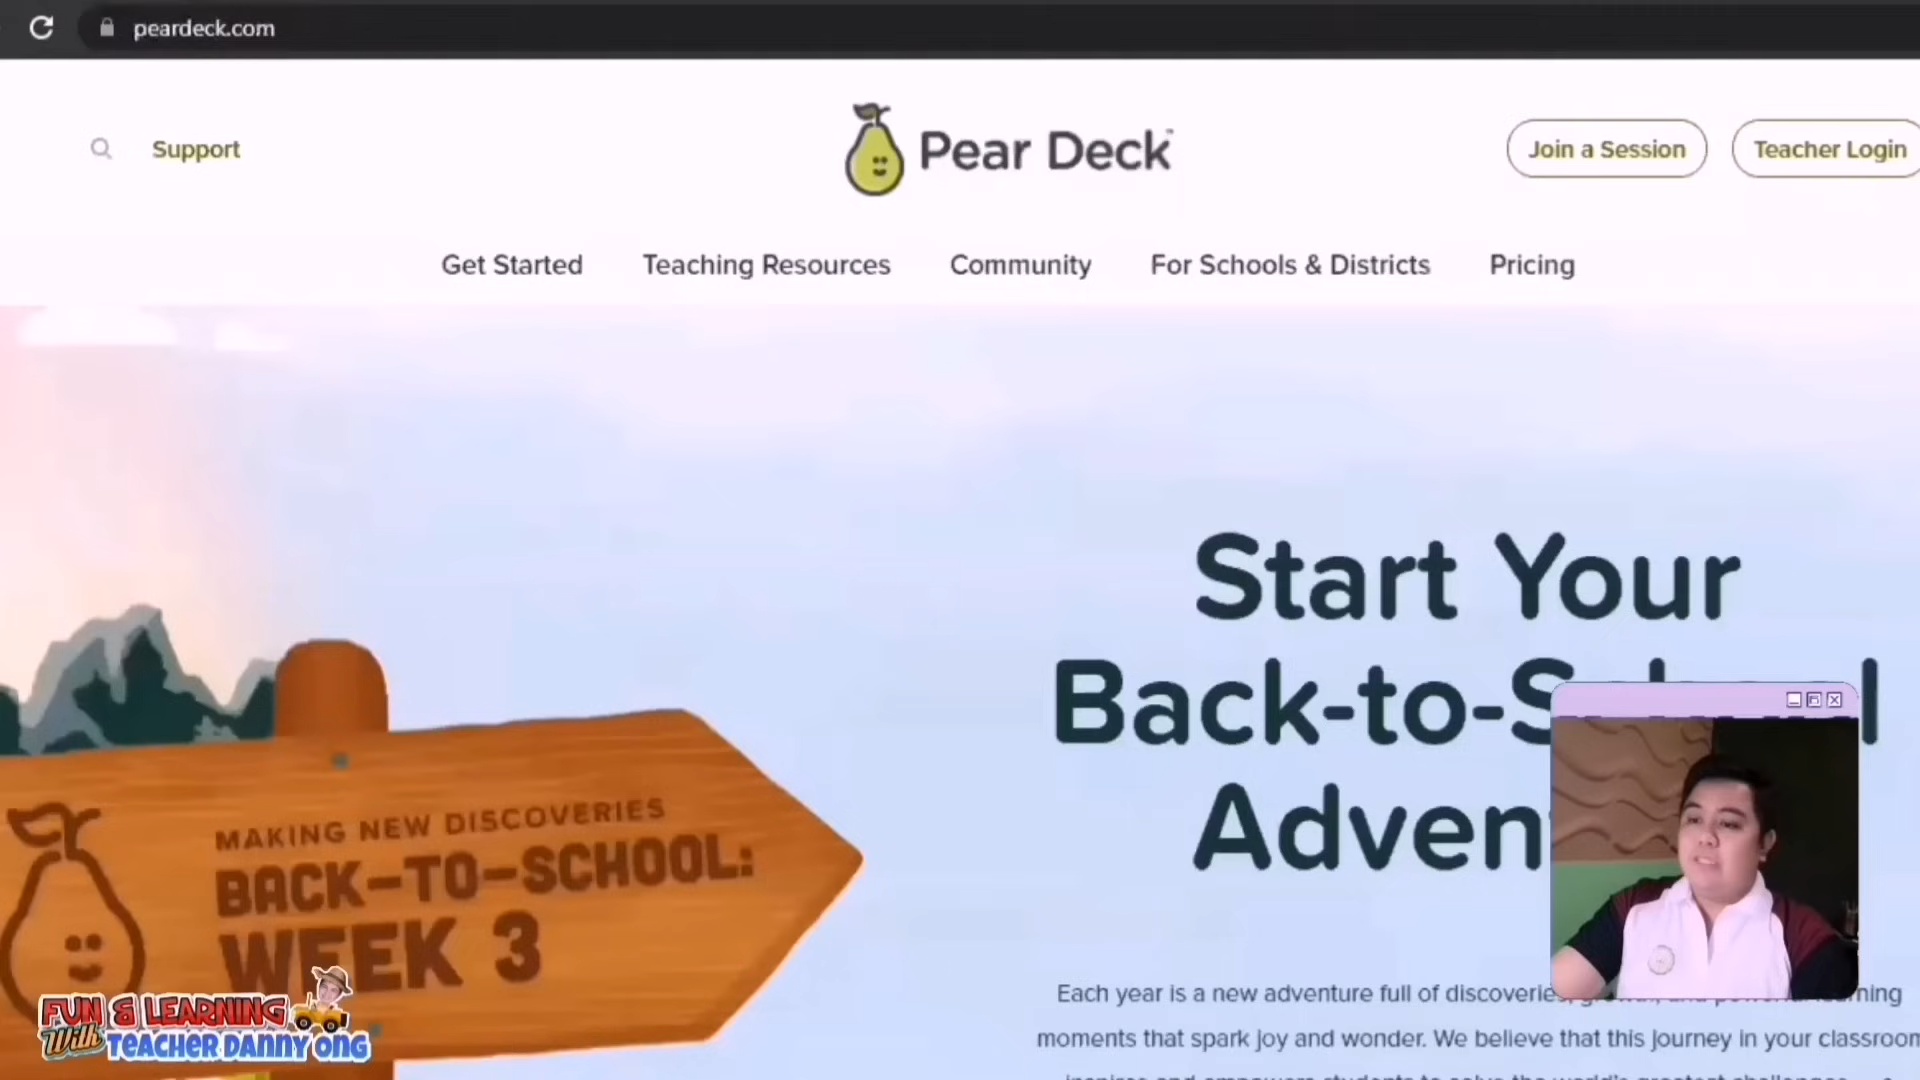 peardeck.com
Support
Pear Deck
Join a Session
Teacher Login
Get Started
Teaching Resources
Community
For Schools & Districts
Pricing
Start Your
Back-to-S l
Adven
MAKING NEW DISCOVERIES
BACK-TO-SCHOOL:
WEEK 3
Each year is a new adventure full of
moments that spark joy and wonder. We believe that this journey in your classroom
FUN & LEARNING
With TEACHER DANNY ONG